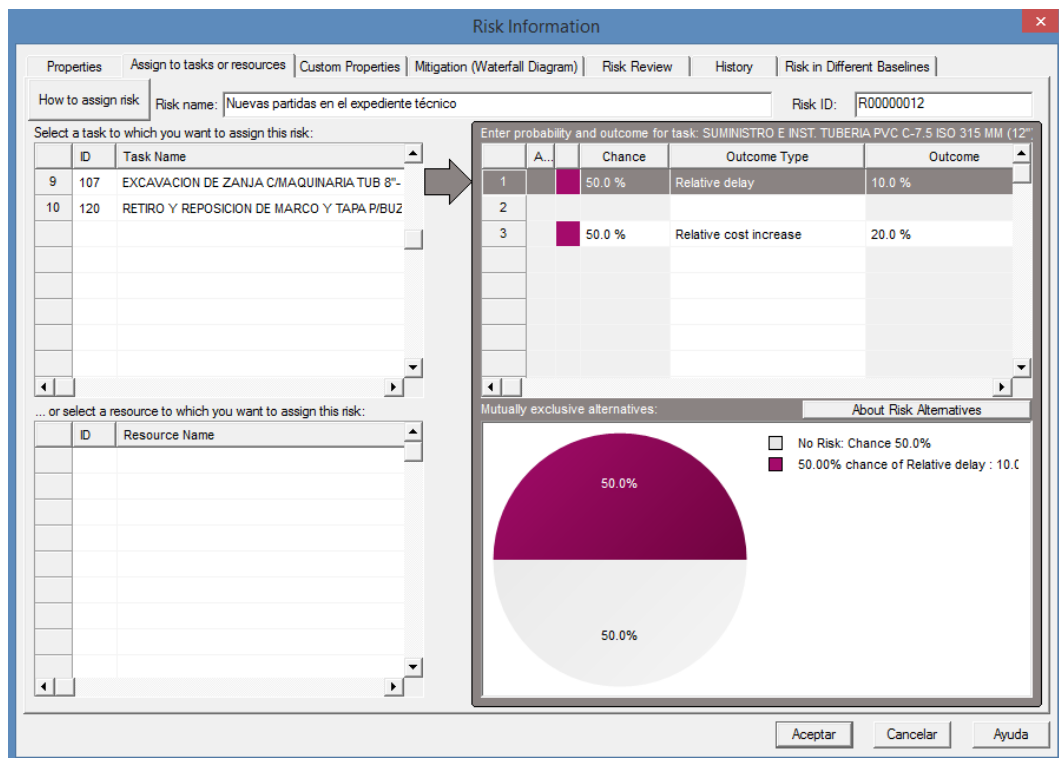 Risk Information
Properties Assign to tasks or resources Custom Properties Mitigation (Waterfall Diagram) Risk Review History Risk in Different Baselines
How to assign risk Risk name: Nuevas partidas en el expediente técnico Risk ID: R00000012
Select a task to which you want to assign this risk:
ID Task Name
9 107 EXCAVACION DE ZANJA C/MAQUINARIA TUB 8"-
10 120 RETIRO Y REPOSICION DE MARCO Y TAPA P/BUZ
Enter probability and outcome for task: SUMINISTRO E INST. TUBERIA PVC C-7.5 ISO 315 MM (12"
A... Chance Outcome Type Outcome
1 50.0 % Relative delay 10.0 %
2
3 50.0 % Relative cost increase 20.0 %
... or select a resource to which you want to assign this risk:
ID Resource Name
Mutually exclusive alternatives: About Risk Alternatives
No Risk: Chance 50.0%
50.00% chance of Relative delay : 10.0
50.0%
50.0%
Aceptar Cancelar Ayuda